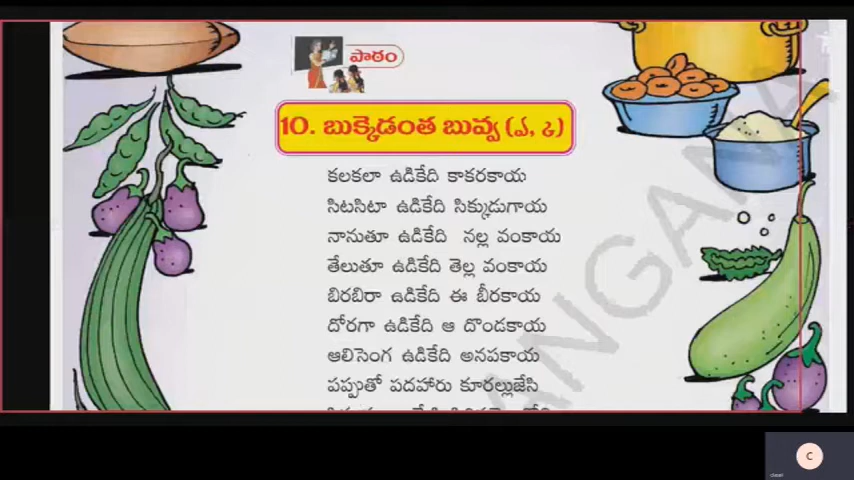 పాఠం
10. బుక్కెడంత బువ్వ (ఎ, ె)
కలకలా ఉడికేది కాకరకాయ
సిటసిటా ఉడికేది సిక్కుడుగాయ
నానుతూ ఉడికేది నల్ల వంకాయ
తేలుతూ ఉడికేది తెల్ల వంకాయ
బిరబిరా ఉడికేది ఈ బీరకాయ
దోరగా ఉడికేది ఆ దొండకాయ
ఆలిసెంగ ఉడికేది అనపకాయ
పప్పుతో పదహారు కూరల్లుజేసి
ANGANA
C